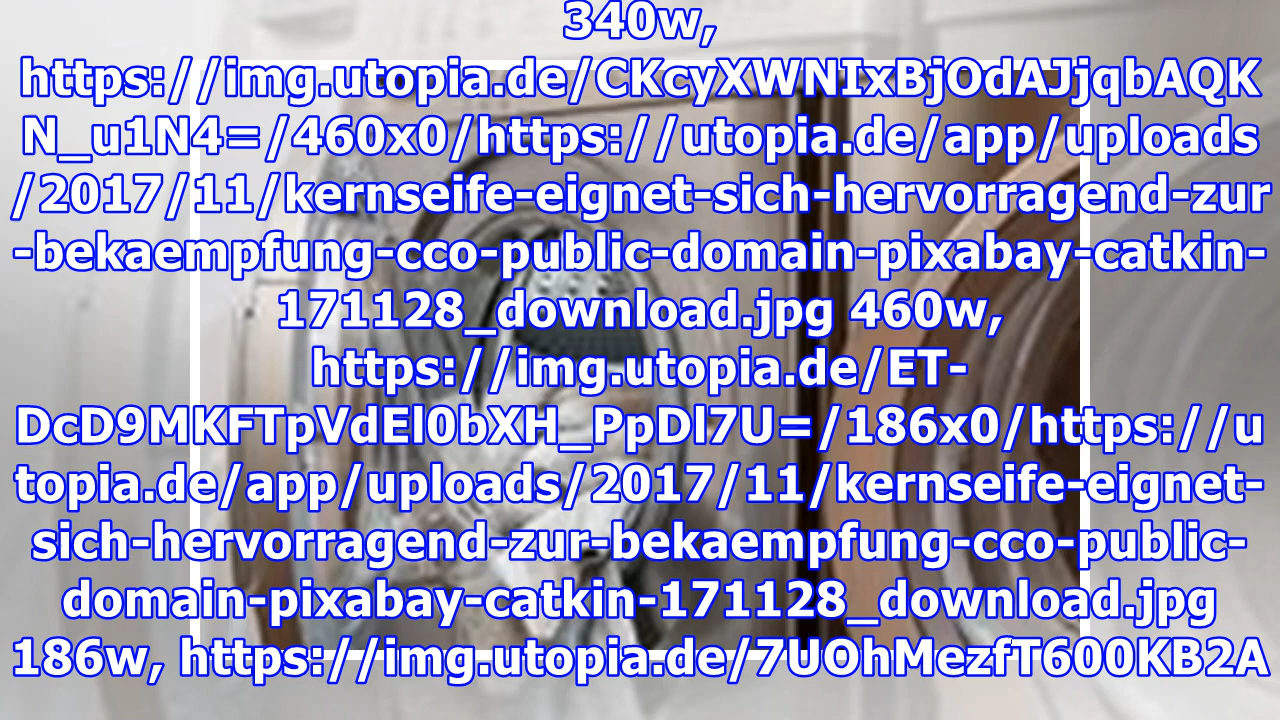 340w,
https://img.utopia.de/CKcyXWNIxBjOdAJjqbAQK
N_u1N4=/460x0/https://utopia.de/app/uploads
/2017/11/kernseife-eignet-sich-hervorragend-zur
-bekaempfung-cco-public-domain-pixabay-catkin-
171128_download.jpg 460w,
https://img.utopia.de/ET-
DcD9MKFTpVdEl0bXH_PpDl7U=/186x0/https://u
topia.de/app/uploads/2017/11/kernseife-eignet-
sich-hervorragend-zur-bekaempfung-cco-public-
domain-pixabay-catkin-171128_download.jpg
186w, https://img.utopia.de/7UOhMezfT600KB2A